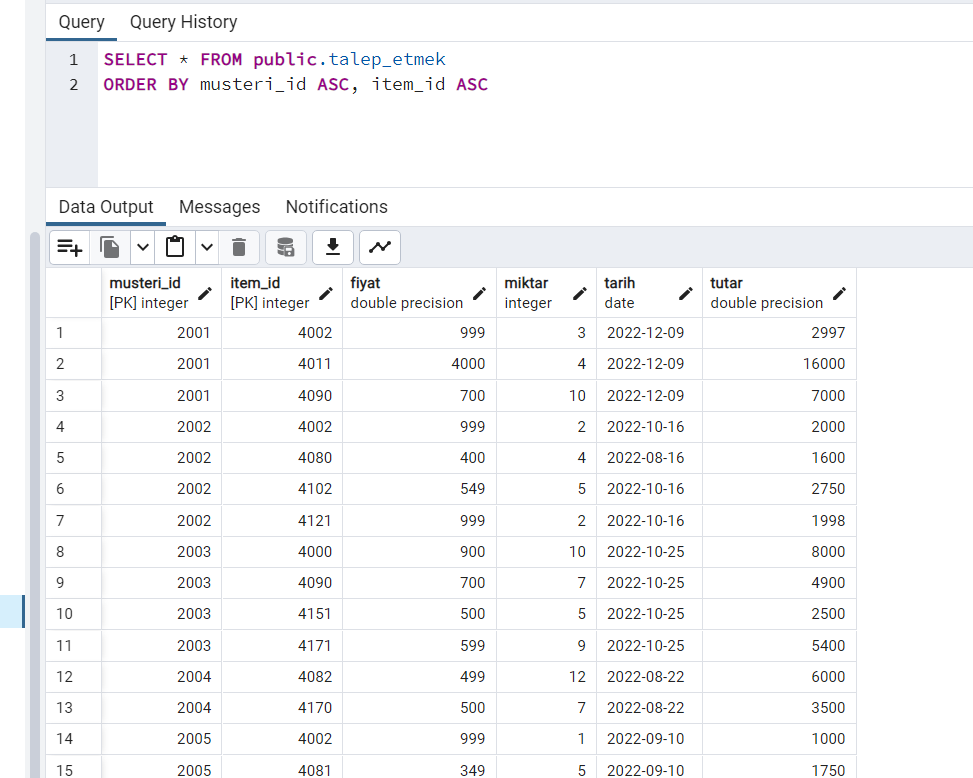 Query Query History
1 SELECT * FROM public.talep_etmek
2 ORDER BY musteri_id ASC, item_id ASC
Data Output Messages Notifications
musteri_id item_id fiyat miktar tarih tutar
[PK] integer [PK] integer double precision integer date double precision
1 2001 4002 999 3 2022-12-09 2997
2 2001 4011 4000 4 2022-12-09 16000
3 2001 4090 700 10 2022-12-09 7000
4 2002 4002 999 2 2022-10-16 2000
5 2002 4080 400 4 2022-08-16 1600
6 2002 4102 549 5 2022-10-16 2750
7 2002 4121 999 2 2022-10-16 1998
8 2003 4000 900 10 2022-10-25 8000
9 2003 4090 700 7 2022-10-25 4900
10 2003 4151 500 5 2022-10-25 2500
11 2003 4171 599 9 2022-10-25 5400
12 2004 4082 499 12 2022-08-22 6000
13 2004 4170 500 7 2022-08-22 3500
14 2005 4002 999 1 2022-09-10 1000
15 2005 4081 349 5 2022-09-10 1750